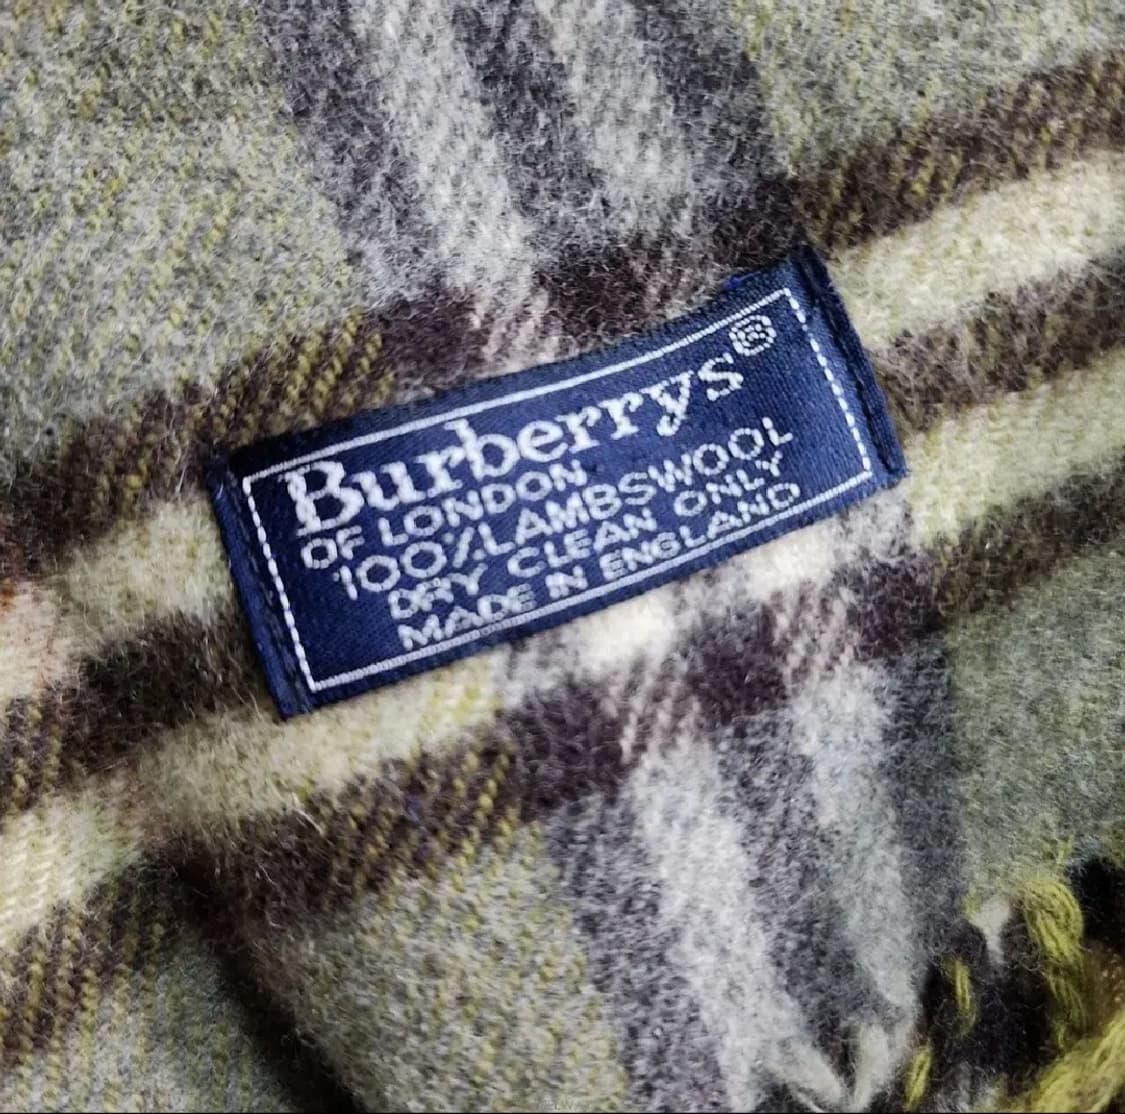 Burberrys®
OF LONDON
100% LAMBSWOOL
DRY CLEAN ONLY
MADE IN ENGLAND